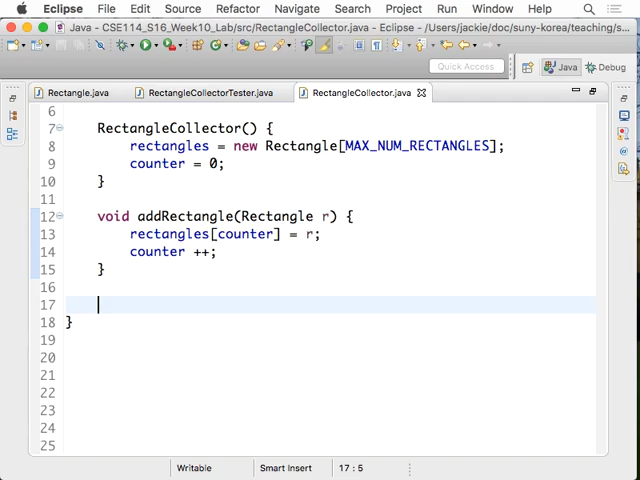 Eclipse File Edit Source Refactor Navigate Search Project Run Window Help
Java - CSE114_S16_Week10_Lab/src/RectangleCollector.java - Eclipse - /Users/jackie/doc/suny-korea/teaching/s...
Quick Access
Java
Debug
Rectangle.java
RectangleCollectorTester.java
RectangleCollector.java
6
7 RectangleCollector() {
8 rectangles = new Rectangle[MAX_NUM_RECTANGLES];
9 counter = 0;
10 }
11
12 void addRectangle(Rectangle r) {
13 rectangles[counter] = r;
14 counter ++;
15 }
16
17
18 }
19
20
21
22
23
24
25
Writable
Smart Insert
17 : 5